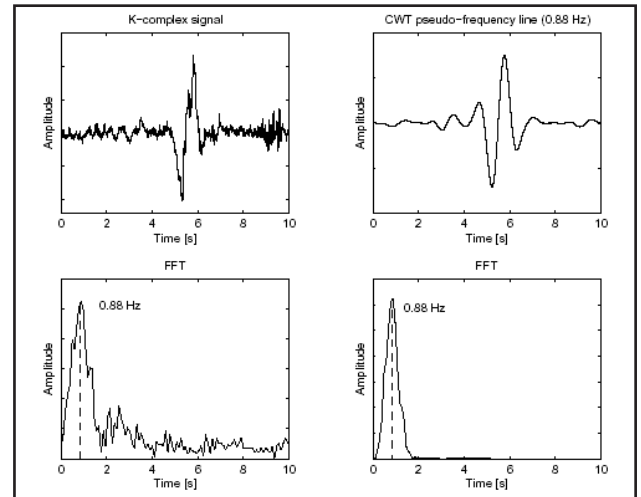 K-complex signal
Amplitude
0 2 4 6 8 10
Time [s]
CWT pseudo-frequency line (0.88 Hz)
Amplitude
0 2 4 6 8 10
Time [s]
FFT
0.88 Hz
Amplitude
0 2 4 6 8 10
Time [s]
FFT
0.88 Hz
Amplitude
0 2 4 6 8 10
Time [s]